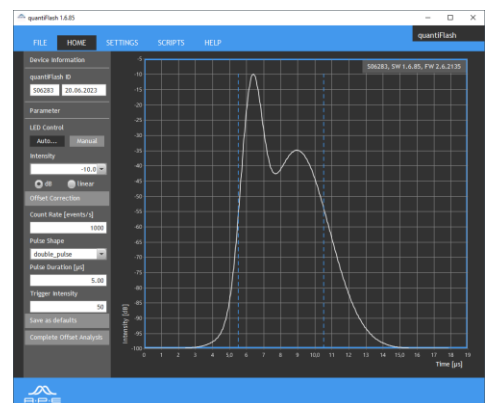 quantiFlash 1.6.85
FILE HOME SETTINGS SCRIPTS HELP
quantiFlash
Device Information
quantiFlash ID
S06283 20.06.2023
Parameter
LED Control
Auto... Manual
Intensity
-10.0
dB linear
Offset Correction
Count Rate [events/s]
1000
Pulse Shape
double_pulse
Pulse Duration [µs]
5.00
Trigger Intensity
50
Save as defaults
Complete Offset Analysis
S06283, SW 1.6.85, FW 2.6.2135
-5
-10
-15
-20
-25
-30
-35
-40
-45
-50
-55
-60
-65
-70
-75
-80
-85
-90
-95
-100
Intensity [dB]
0 1 2 3 4 5,0 6 7 8 9 10,0 11 12 13 14 15,0 16 17 18 19
Time [µs]
A·P·E